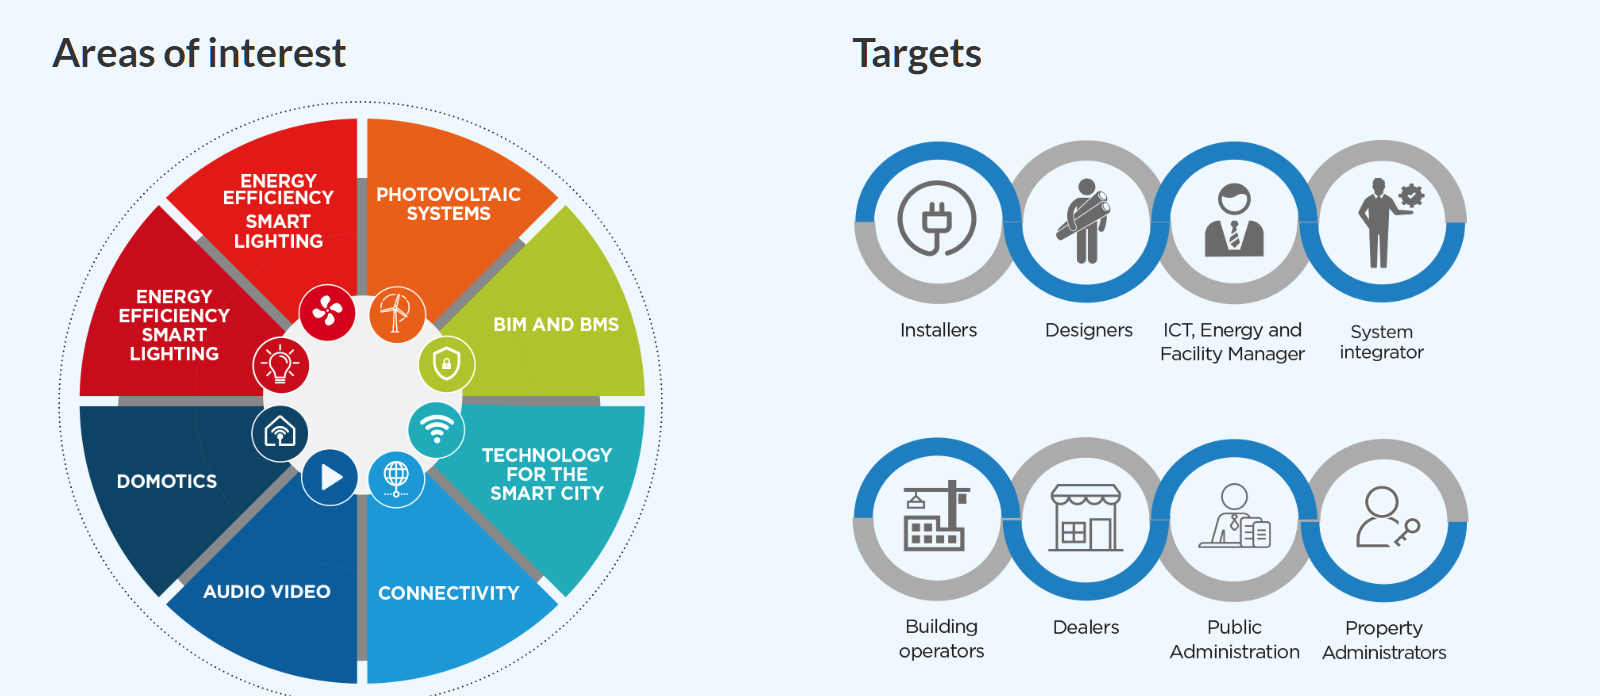 Areas of interest
ENERGY
EFFICIENCY
SMART
LIGHTING
PHOTOVOLTAIC
SYSTEMS
ENERGY
EFFICIENCY
SMART
LIGHTING
BIM AND BMS
DOMOTICS
TECHNOLOGY
FOR THE
SMART CITY
AUDIO VIDEO
CONNECTIVITY
Targets
Installers
Designers
ICT, Energy and
Facility Manager
System
integrator
Building
operators
Dealers
Public
Administration
Property
Administrators